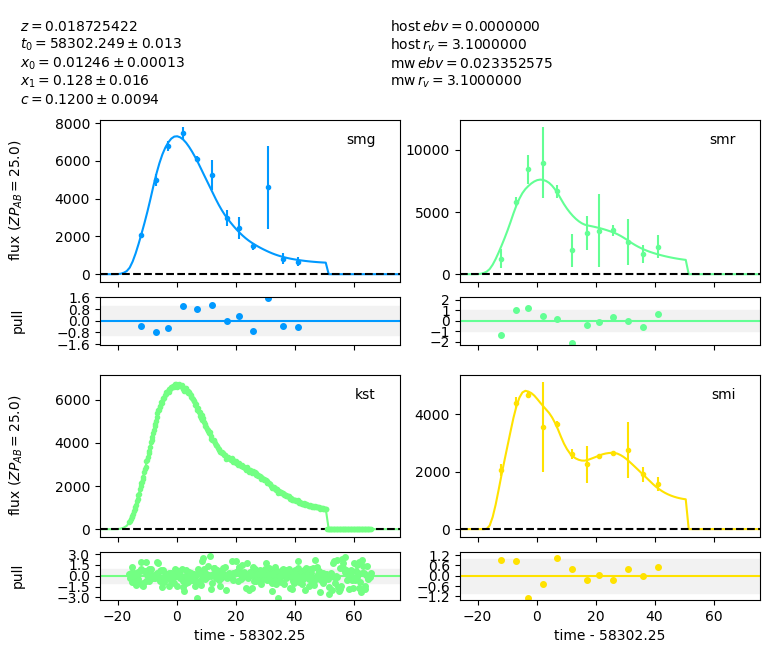 z = 0.018725422
host ebv = 0.0000000
t₀ = 58302.249 ± 0.013
host r_v = 3.1000000
x₀ = 0.01246 ± 0.00013
mw ebv = 0.023352575
x₁ = 0.128 ± 0.016
mw r_v = 3.1000000
c = 0.1200 ± 0.0094
8000
6000
4000
2000
0
flux (ZP_AB = 25.0)
smg
10000
5000
0
smr
1.6
0.8
0.0
−0.8
−1.6
pull
2
1
0
−1
−2
6000
4000
2000
0
flux (ZP_AB = 25.0)
kst
4000
2000
0
smi
3.0
1.5
0.0
−1.5
−3.0
pull
−20 0 20 40 60
time - 58302.25
1.2
0.6
0.0
−0.6
−1.2
−20 0 20 40 60
time - 58302.25